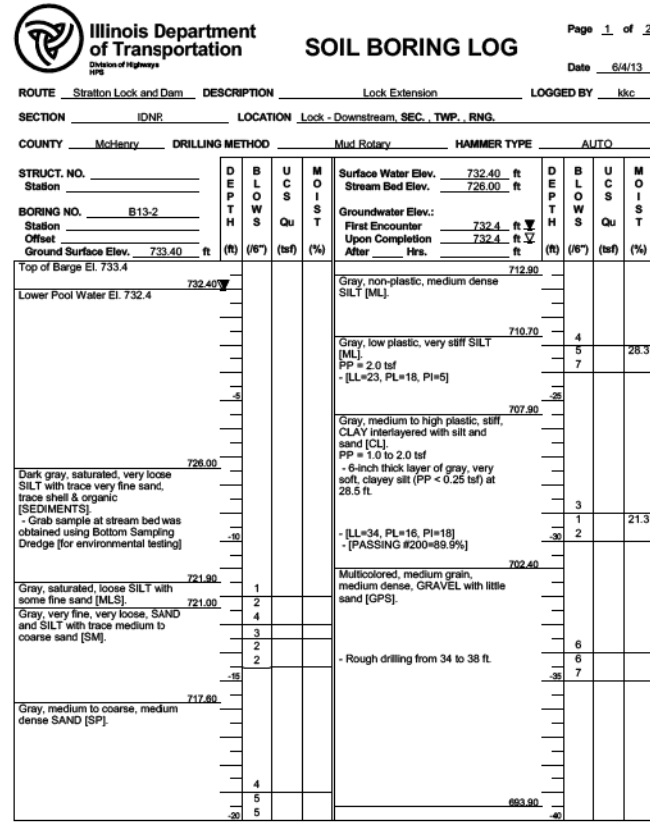 Illinois Department
of Transportation
Division of Highways
HPS
SOIL BORING LOG
Page 1 of 2
Date 6/4/13
ROUTE Stratton Lock and Dam DESCRIPTION Lock Extension LOGGED BY kkc
SECTION IDNR LOCATION Lock - Downstream, SEC. , TWP. , RNG.
COUNTY McHenry DRILLING METHOD Mud Rotary HAMMER TYPE AUTO
STRUCT. NO.
Station
BORING NO. B13-2
Station
Offset
Ground Surface Elev. 733.40 ft
DEPTH (ft)
BLOWS (/6")
UCS Qu (tsf)
MOIST (%)
Surface Water Elev. 732.40 ft
Stream Bed Elev. 726.00 ft
Groundwater Elev.:
First Encounter 732.4 ft
Upon Completion 732.4 ft
After Hrs. ft
DEPTH (ft)
BLOWS (/6")
UCS Qu (tsf)
MOIST (%)
Top of Barge El. 733.4
732.40
Lower Pool Water El. 732.4
-5
726.00
Dark gray, saturated, very loose
SILT with trace very fine sand,
trace shell & organic
[SEDIMENTS].
- Grab sample at stream bed was
obtained using Bottom Sampling
Dredge [for environmental testing]
-10
721.90
Gray, saturated, loose SILT with
some fine sand [MLS].
721.00
Gray, very fine, very loose, SAND
and SILT with trace medium to
coarse sand [SM].
1
2
4
3
2
2
-15
717.60
Gray, medium to coarse, medium
dense SAND [SP].
4
5
5
-20
712.90
Gray, non-plastic, medium dense
SILT [ML].
710.70
Gray, low plastic, very stiff SILT
[ML].
PP = 2.0 tsf
- [LL=23, PL=18, PI=5]
4
5 28.3
7
-25
707.90
Gray, medium to high plastic, stiff,
CLAY interlayered with silt and
sand [CL].
PP = 1.0 to 2.0 tsf
- 6-inch thick layer of gray, very
soft, clayey silt (PP < 0.25 tsf) at
28.5 ft.
3
1 21.3
2
- [LL=34, PL=16, PI=18]
- [PASSING #200=89.9%]
-30
702.40
Multicolored, medium grain,
medium dense, GRAVEL with little
sand [GPS].
- Rough drilling from 34 to 38 ft.
6
6
7
-35
693.90
-40